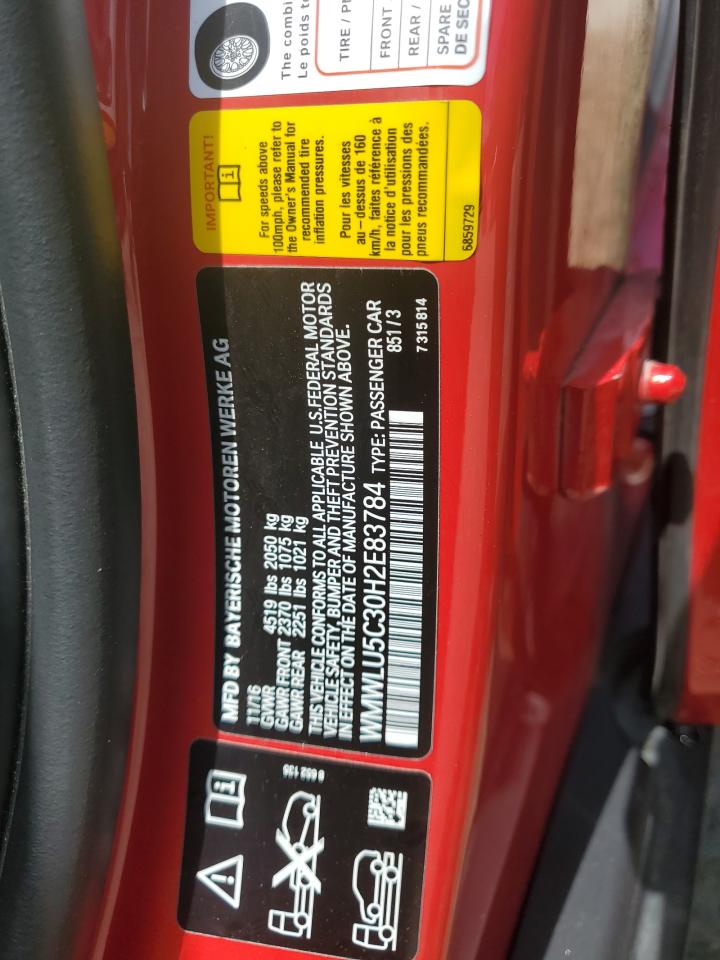 The combi
Le poids t
TIRE / P
FRONT /
REAR /
SPARE
DE SEC
IMPORTANT!
For speeds above
100mph, please refer to
the Owner's Manual for
recommended tire
inflation pressures.
Pour les vitesses
au - dessus de 160
km/h, faites référence à
la notice d'utilisation
pour les pressions des
pneus recommandées.
6859729
MFD BY BAYERISCHE MOTOREN WERKE AG
11/16
GVWR 4519 lbs 2050 kg
GAWR FRONT 2370 lbs 1075 kg
GAWR REAR 2251 lbs 1021 kg
THIS VEHICLE CONFORMS TO ALL APPLICABLE U.S.FEDERAL MOTOR
VEHICLE SAFETY, BUMPER AND THEFT PREVENTION STANDARDS
IN EFFECT ON THE DATE OF MANUFACTURE SHOWN ABOVE.
WMWLU5C30H2E83784 TYPE: PASSENGER CAR
851/3
7 315 814